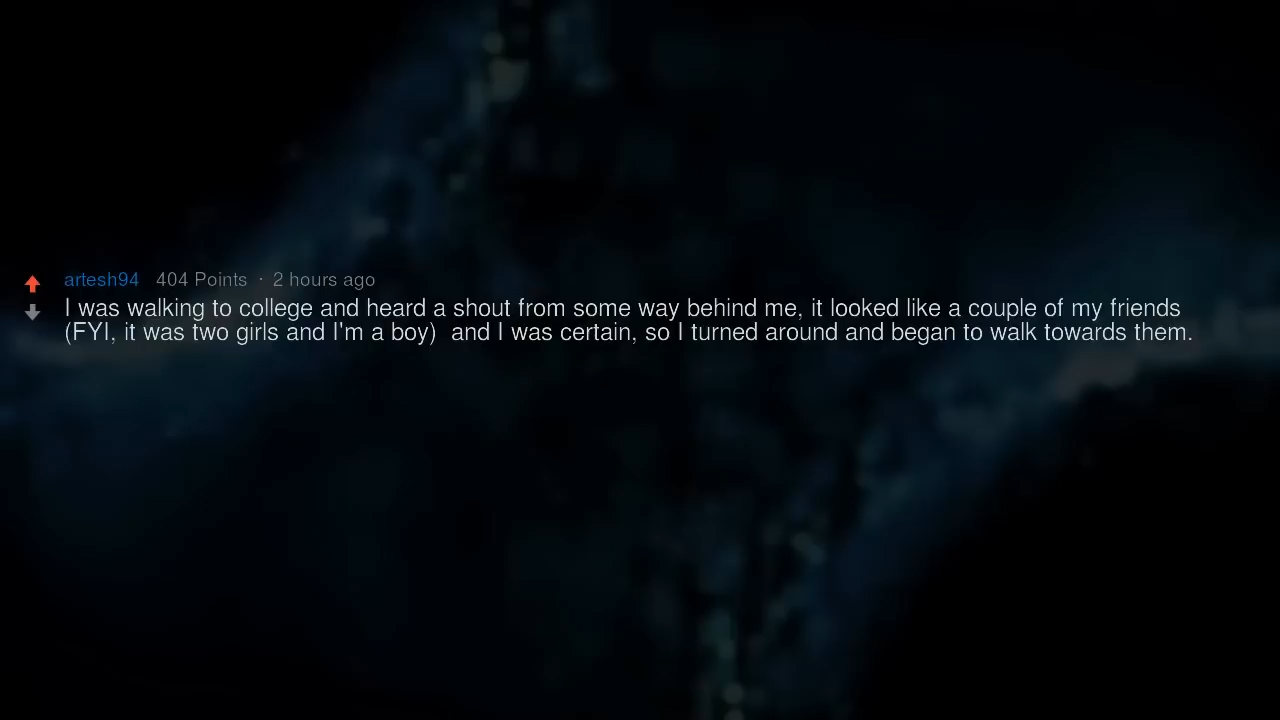 artesh94 404 Points · 2 hours ago
I was walking to college and heard a shout from some way behind me, it looked like a couple of my friends
(FYI, it was two girls and I'm a boy)  and I was certain, so I turned around and began to walk towards them.